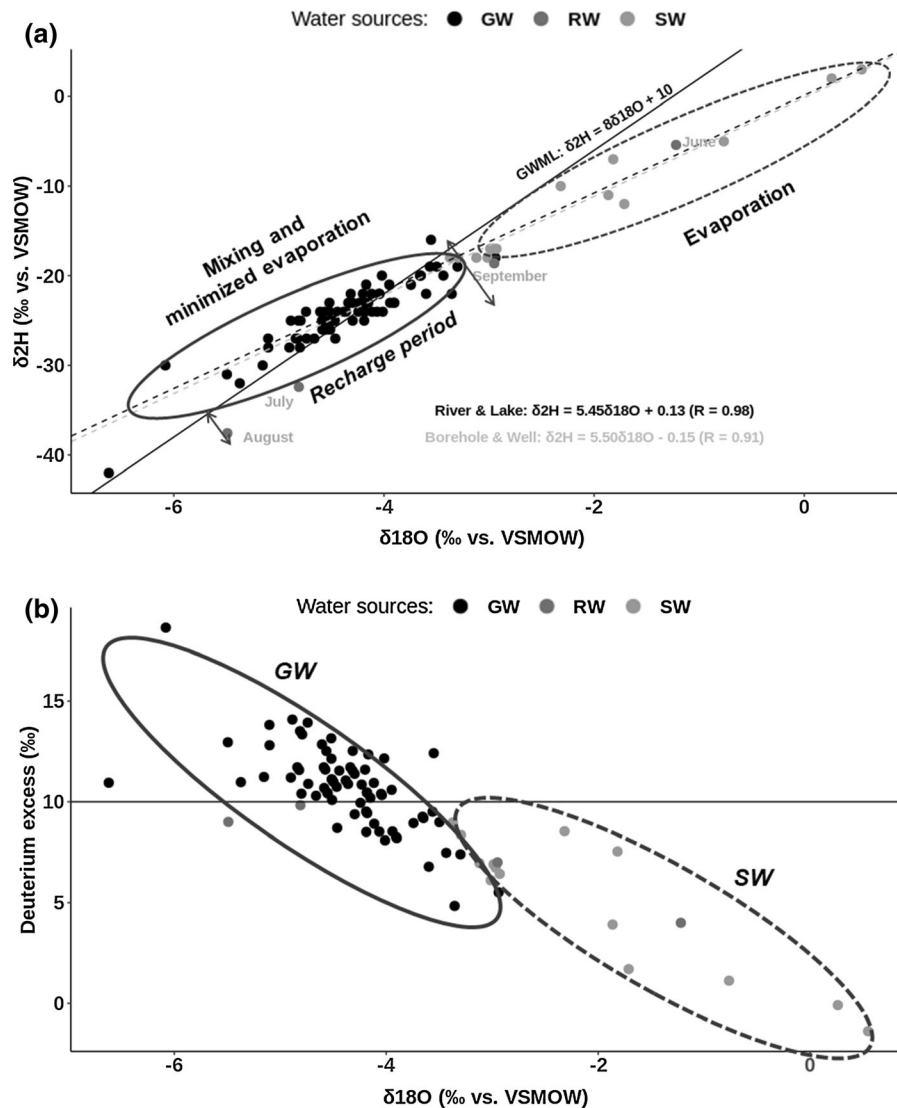 (a)
Water sources: GW RW SW
0
-10
-20
-30
-40
δ2H (‰ vs. VSMOW)
GWML: δ2H = 8δ18O + 10
June
Evaporation
Mixing and
minimized evaporation
September
Recharge period
July
August
River & Lake: δ2H = 5.45δ18O + 0.13 (R = 0.98)
Borehole & Well: δ2H = 5.50δ18O - 0.15 (R = 0.91)
-6 -4 -2 0
δ18O (‰ vs. VSMOW)
(b)
Water sources: GW RW SW
15
10
5
0
Deuterium excess (‰)
GW
SW
-6 -4 -2 0
δ18O (‰ vs. VSMOW)